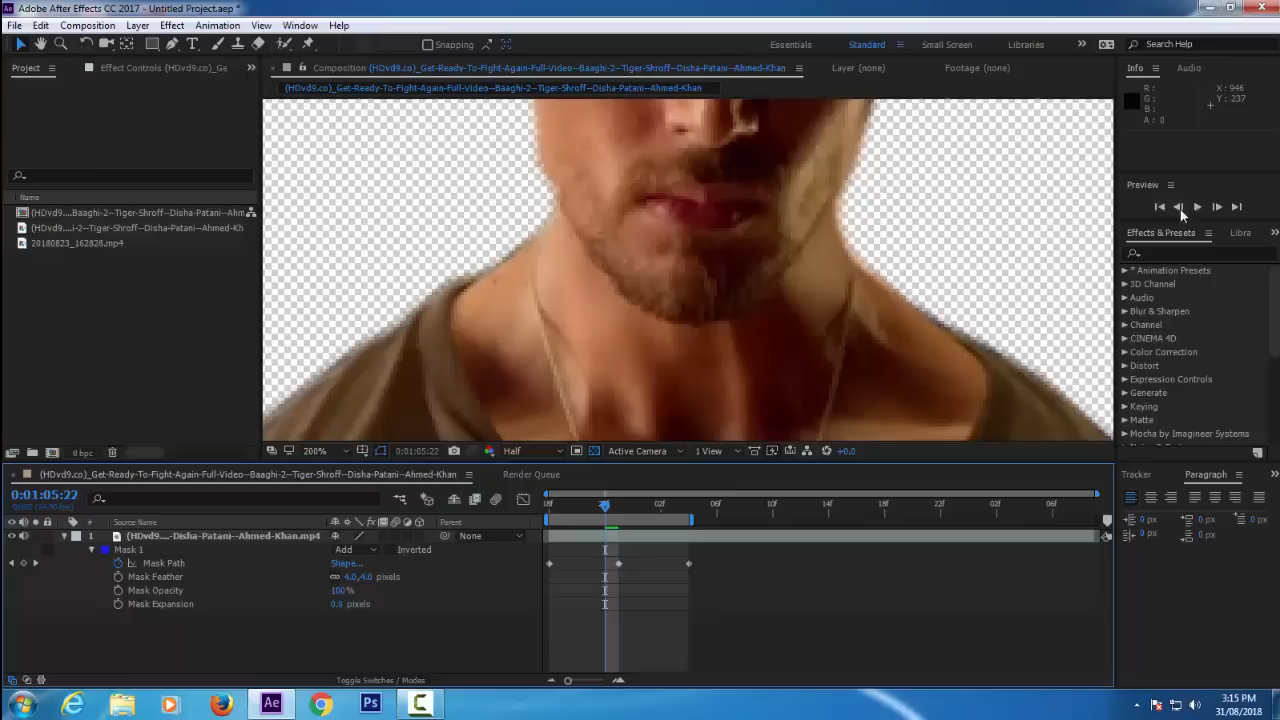 Adobe After Effects CC 2017 - Untitled Project.aep *
File Edit Composition Layer Effect Animation View Window Help
Snapping Essentials Standard Small Screen Libraries Search Help
Project Effect Controls (HDvd9.co)_Ge
Composition (HDvd9.co)_Get-Ready-To-Fight-Again-Full-Video--Baaghi-2--Tiger-Shroff--Disha-Patani--Ahmed-Khan Layer (none) Footage (none)
(HDvd9.co)_Get-Ready-To-Fight-Again-Full-Video--Baaghi-2--Tiger-Shroff--Disha-Patani--Ahmed-Khan
Info Audio
R: X: 946
G: Y: 237
B:
A: 0
Preview
Effects & Presets Libra
* Animation Presets
3D Channel
Audio
Blur & Sharpen
Channel
CINEMA 4D
Color Correction
Distort
Expression Controls
Generate
Keying
Matte
Mocha by Imagineer Systems
Name
(HDvd9....Baaghi-2--Tiger-Shroff--Disha-Patani--Ahm
(HDvd9....i-2--Tiger-Shroff--Disha-Patani--Ahmed-Kh
20180823_162828.mp4
8 bpc
200% 0:01:05:22 Half Active Camera 1 View +0.0
(HDvd9.co)_Get-Ready-To-Fight-Again-Full-Video--Baaghi-2--Tiger-Shroff--Disha-Patani--Ahmed-Khan Render Queue
0:01:05:22
18F 02F 06F 10F 14F 18F 22F 02F
# Source Name Parent
1 (HDvd9....-Disha-Patani--Ahmed-Khan.mp4 None
Mask 1 Add Inverted
Mask Path Shape...
Mask Feather 4.0,4.0 pixels
Mask Opacity 100%
Mask Expansion 0.0 pixels
Toggle Switches / Modes
Tracker Paragraph
0 px 0 px 0 px
0 px 0 px
Ae Ps
3:15 PM
31/08/2018